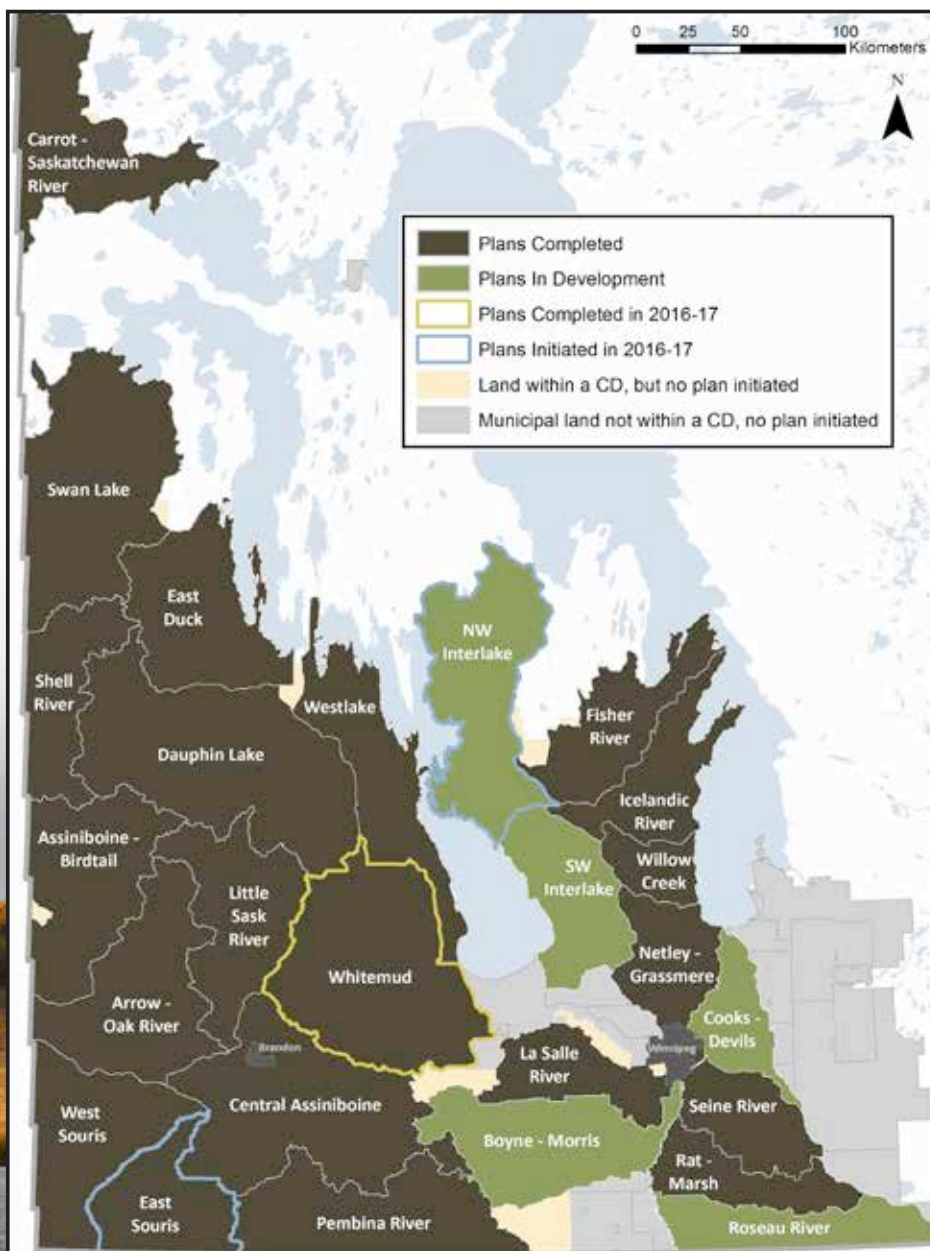 0 25 50 100
Kilometers
N
Carrot -
Saskatchewan
River
Plans Completed
Plans In Development
Plans Completed in 2016-17
Plans Initiated in 2016-17
Land within a CD, but no plan initiated
Municipal land not within a CD, no plan initiated
Swan Lake
East
Duck
NW
Interlake
Shell
River
Westlake
Fisher
River
Dauphin Lake
Icelandic
River
Assiniboine -
Birdtail
Willow
Creek
SW
Interlake
Little
Sask
River
Netley -
Grassmere
Whitemud
Arrow -
Oak River
Cooks -
Devils
Brandon
Winnipeg
La Salle
River
Central Assiniboine
Seine River
West
Souris
Boyne - Morris
Rat -
Marsh
East
Souris
Pembina River
Roseau River